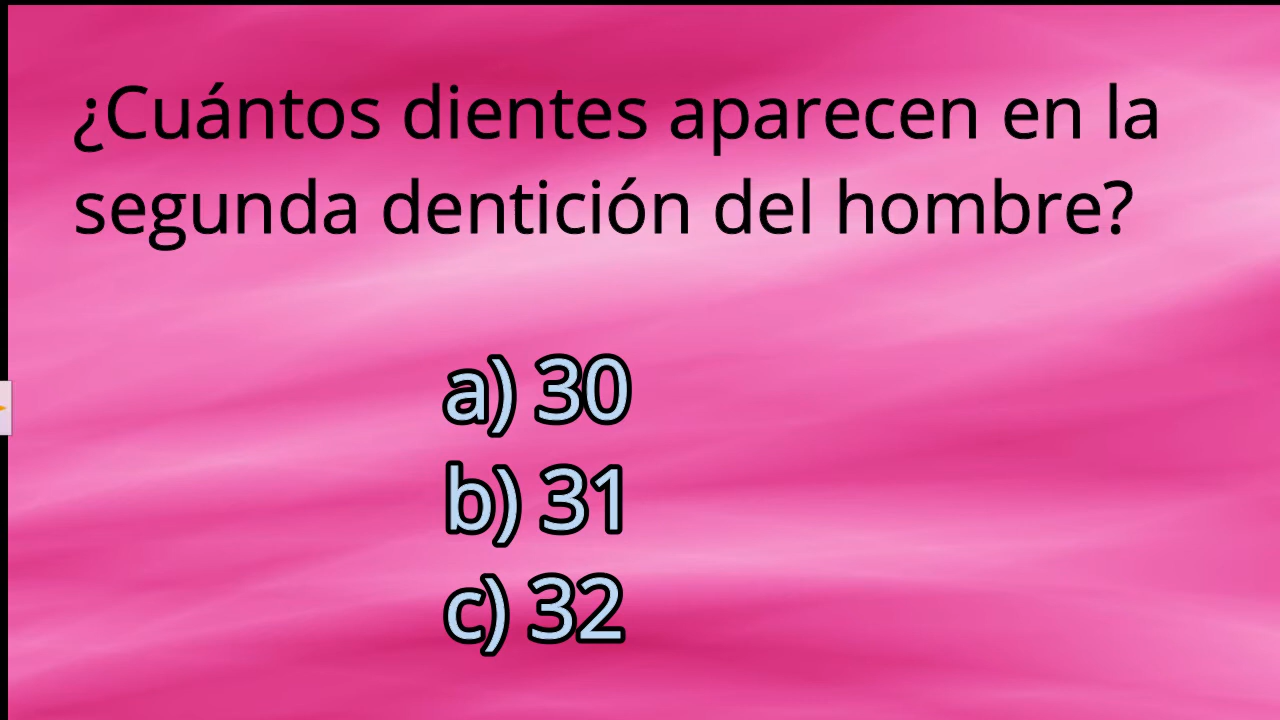 ¿Cuántos dientes aparecen en la
segunda dentición del hombre?
a) 30
b) 31
c) 32